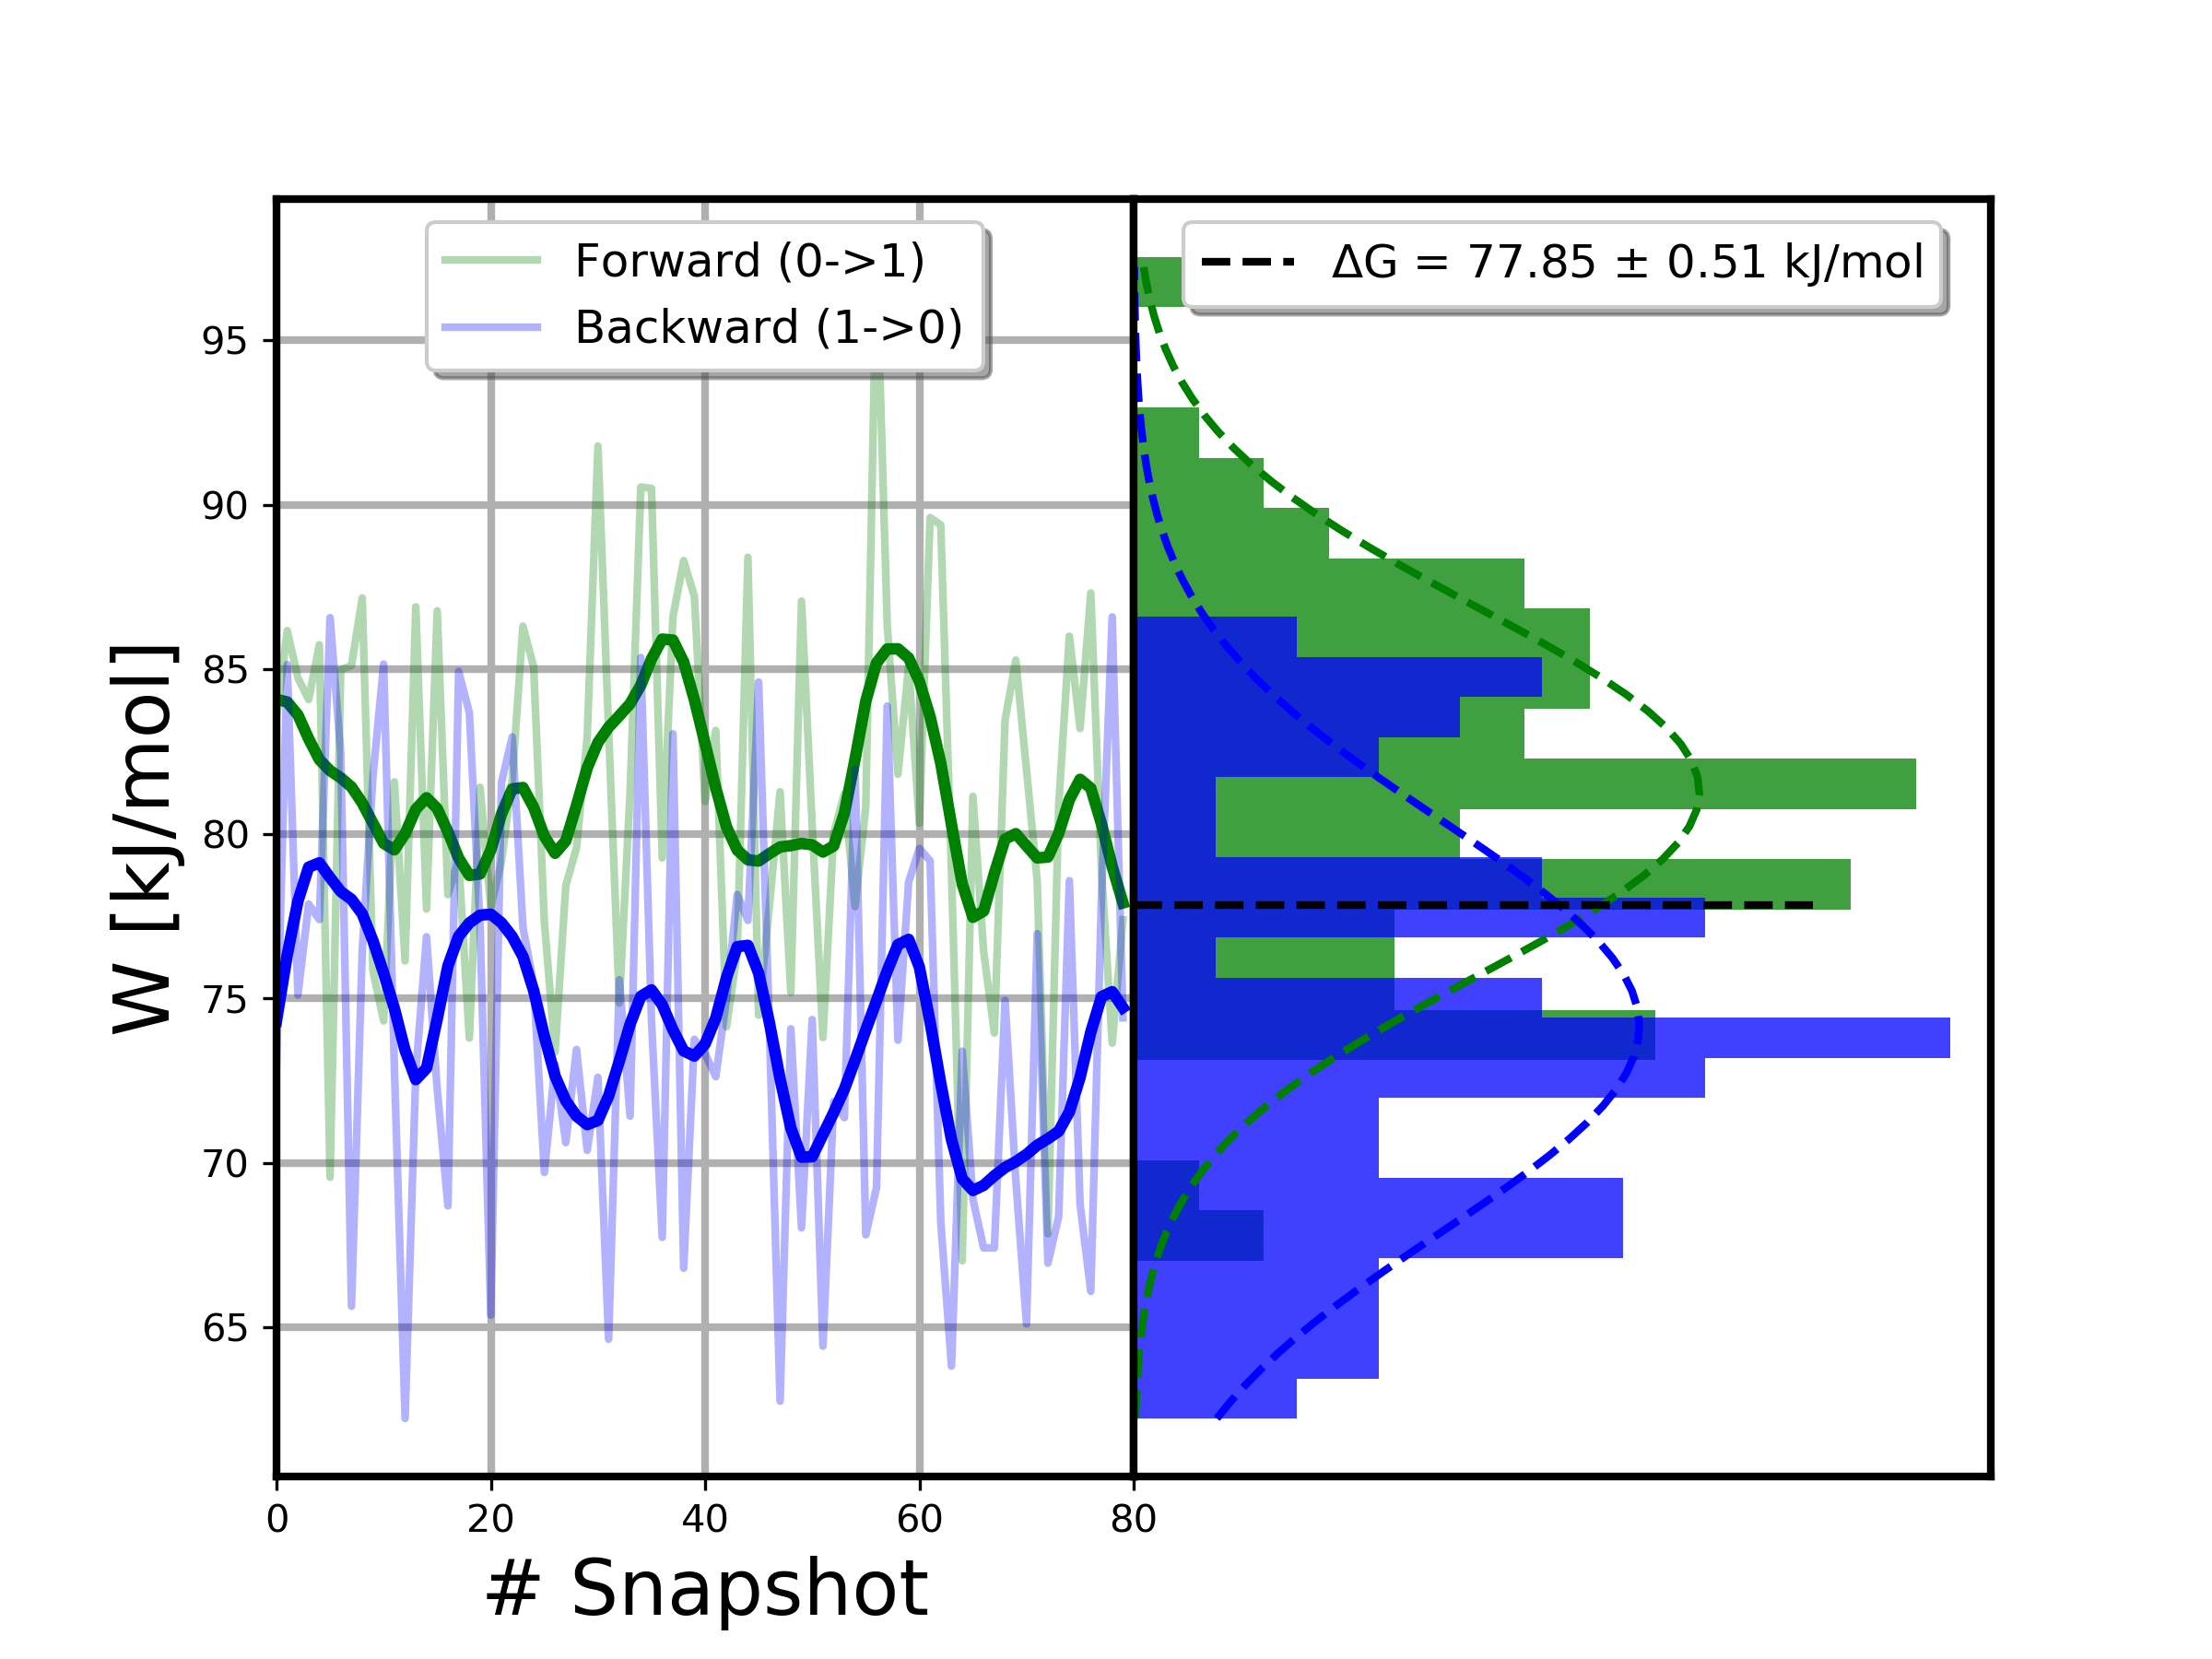 Forward (0->1)
Backward (1->0)
ΔG = 77.85 ± 0.51 kJ/mol
W [kJ/mol]
95
90
85
80
75
70
65
0 20 40 60 80
# Snapshot